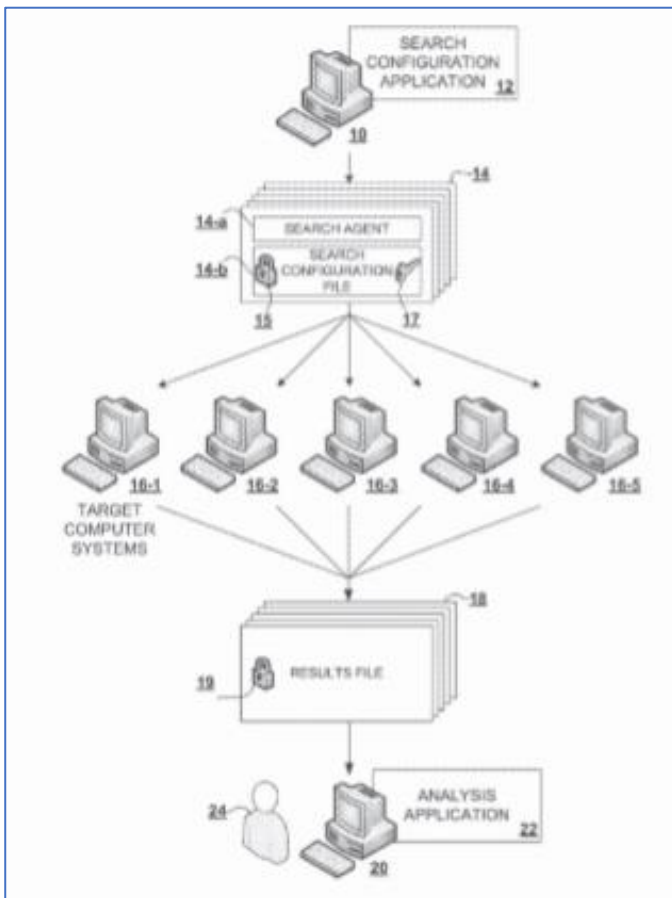 SEARCH
CONFIGURATION
APPLICATION
12
10
14
14-a
SEARCH AGENT
14-b
SEARCH
CONFIGURATION
FILE
15
17
16-1
16-2
16-3
16-4
16-5
TARGET
COMPUTER
SYSTEMS
18
RESULTS FILE
19
24
ANALYSIS
APPLICATION
22
20